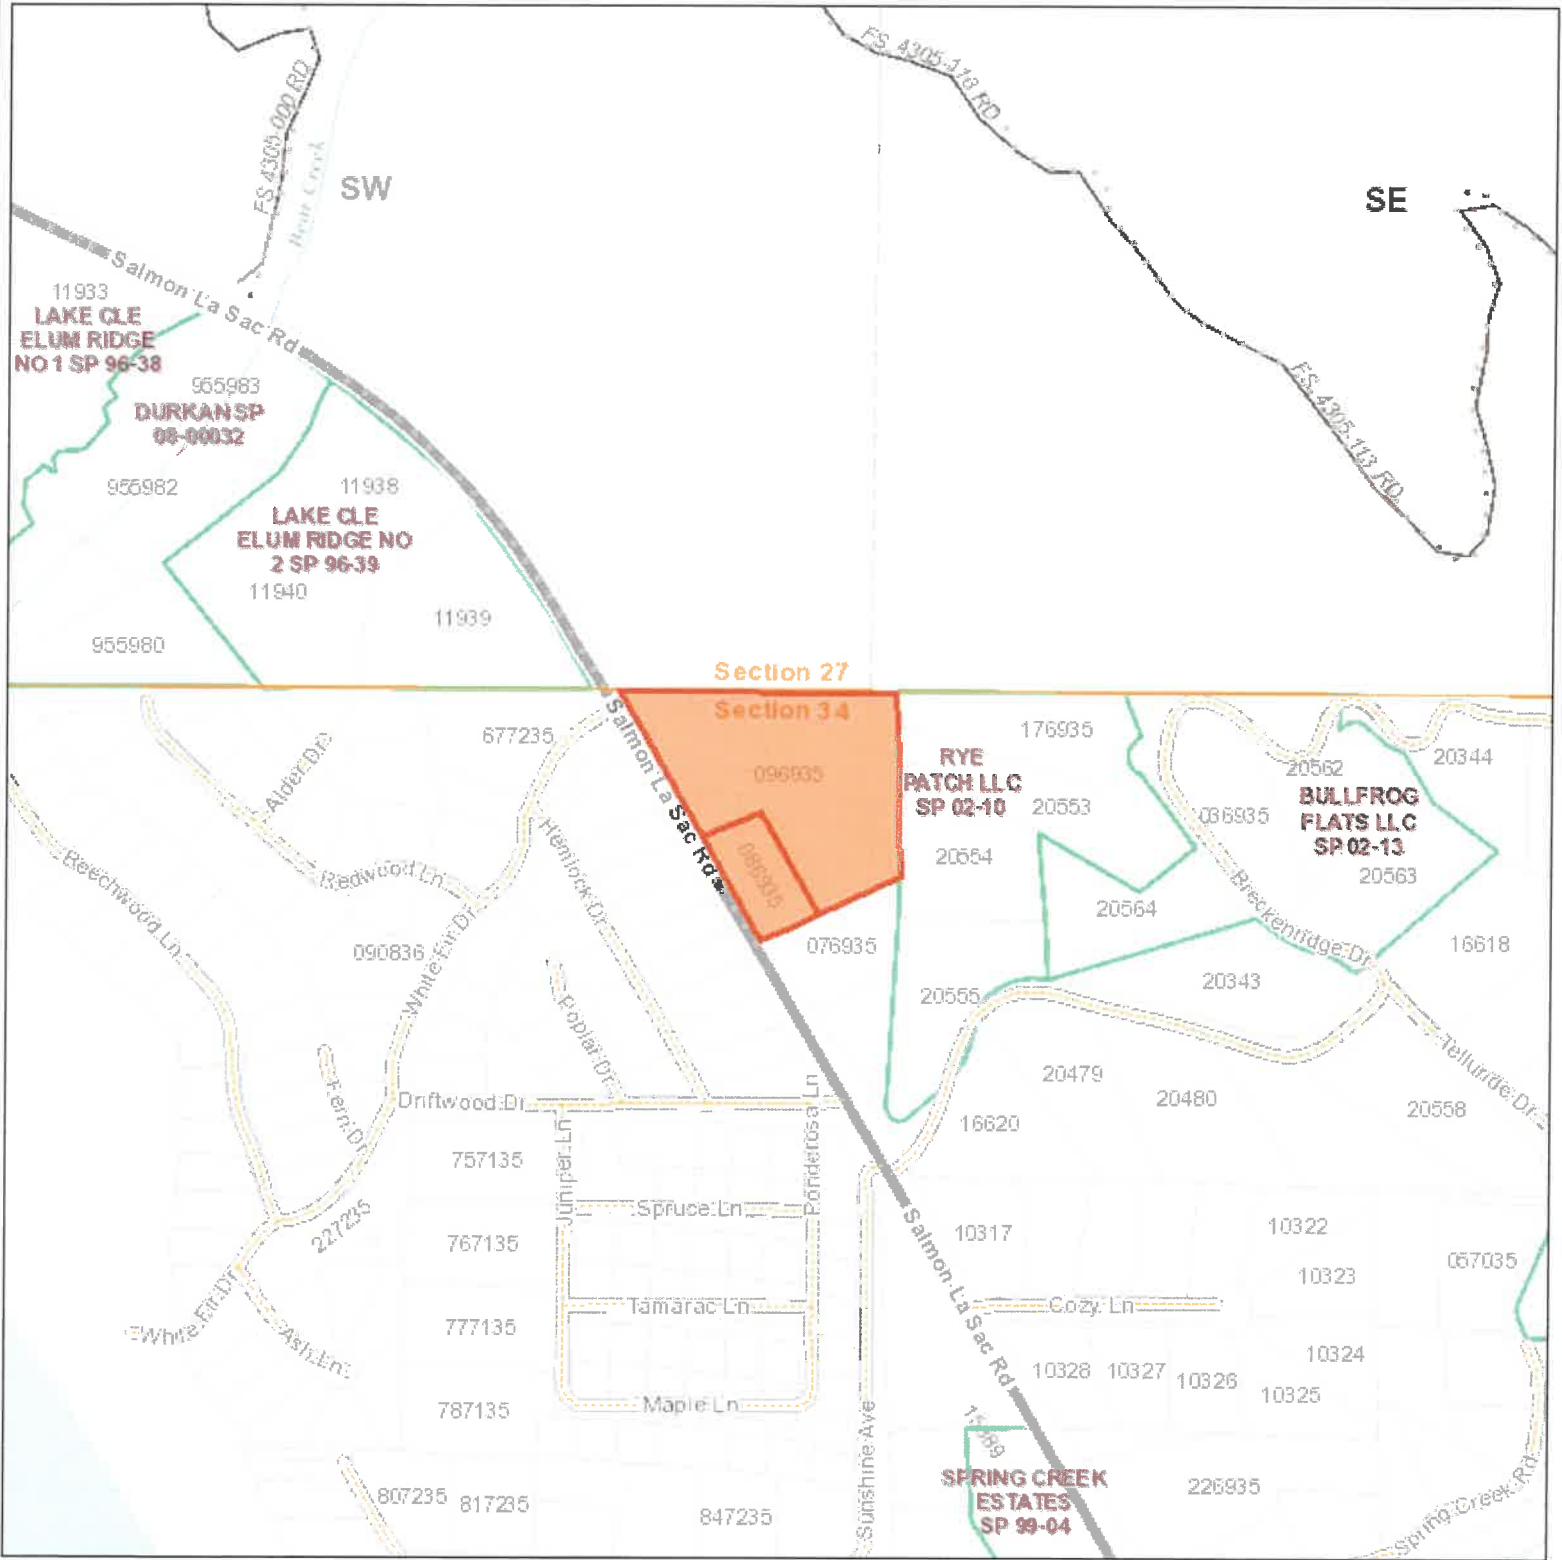 FS 4305-000 RD
Bear Creek
SW
FS 4305-118 RD
SE
Salmon La Sac Rd
11933
LAKE CLE
ELUM RIDGE
NO 1 SP 96-38
955983
DURKAN SP
08-00032
955982
11938
LAKE CLE
ELUM RIDGE NO
2 SP 96-39
11940
11939
955980
FS 4305-113 RD
Section 27
Section 34
677235
Salmon La Sac Rd
096935
086935
RYE
PATCH LLC
SP 02-10
176935
20553
20554
20562
20344
036935
BULLFROG
FLATS LLC
SP 02-13
20563
Alder Dr
Redwood Ln
Hemlock Dr
Beechwood Ln
090836
White Fir Dr
076935
20564
Breckenridge Dr
16618
20343
20555
Poplar Dr
Fern Dr
Driftwood Dr
Ponderosa Ln
20479
20480
16620
Telluride Dr
20558
757135
Juniper Ln
Spruce Ln
227235
767135
Tamarac Ln
777135
White Fir Dr
Ash Ln
787135
Maple Ln
Salmon La Sac Rd
10317
10322
10323
057035
Cozy Ln
10324
10328
10327
10326
10325
Sunshine Ave
SPRING CREEK
ESTATES
SP 99-04
226935
Spring Creek Rd
807235
817235
847235